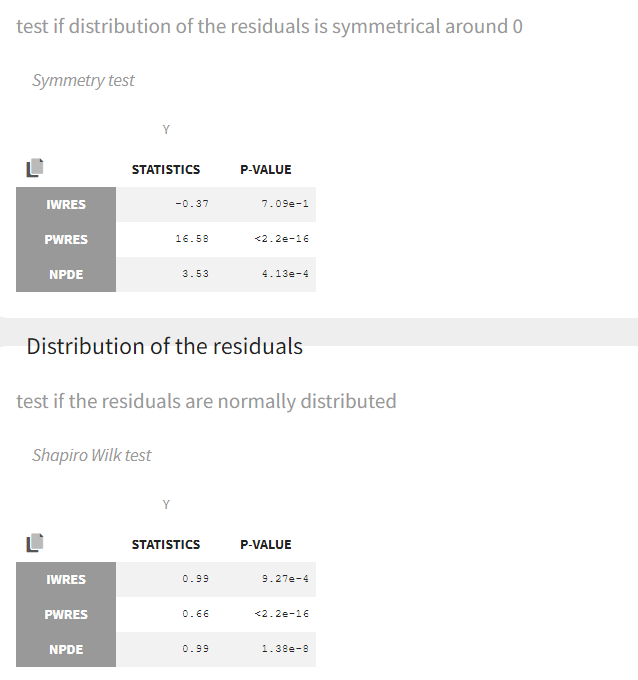 test if distribution of the residuals is symmetrical around 0
Symmetry test
Y
STATISTICS P-VALUE
IWRES -0.37 7.09e-1
PWRES 16.58 <2.2e-16
NPDE 3.53 4.13e-4
Distribution of the residuals
test if the residuals are normally distributed
Shapiro Wilk test
Y
STATISTICS P-VALUE
IWRES 0.99 9.27e-4
PWRES 0.66 <2.2e-16
NPDE 0.99 1.38e-8